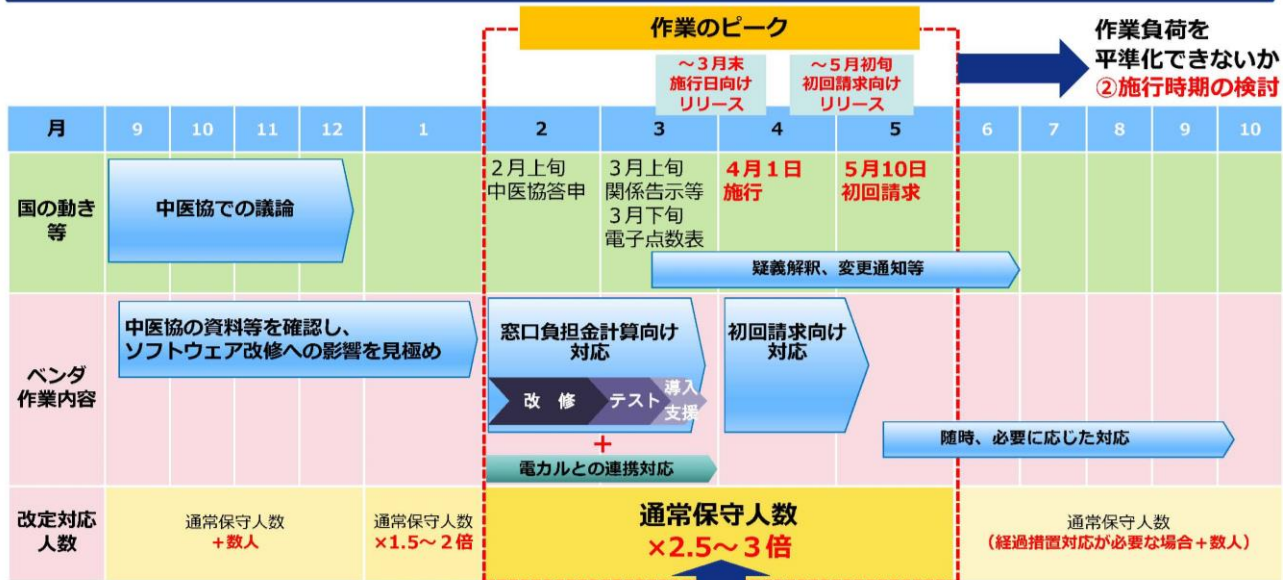 作業のピーク
～３月末
施行日向け
リリース
～５月初旬
初回請求向け
リリース
作業負荷を
平準化できないか
②施行時期の検討
月 9 10 11 12 1 2 3 4 5 6 7 8 9 10
国の動き
等
中医協での議論
２月上旬
中医協答申
３月上旬
関係告示等
３月下旬
電子点数表
４月１日
施行
５月10日
初回請求
疑義解釈、変更通知等
ベンダ
作業内容
中医協の資料等を確認し、
ソフトウェア改修への影響を見極め
窓口負担金計算向け
対応
改 修
テスト
導入
支援
＋
電カルとの連携対応
初回請求向け
対応
随時、必要に応じた対応
改定対応
人数
通常保守人数
＋数人
通常保守人数
×1.5～２倍
通常保守人数
×2.5～３倍
通常保守人数
（経過措置対応が必要な場合＋数人）